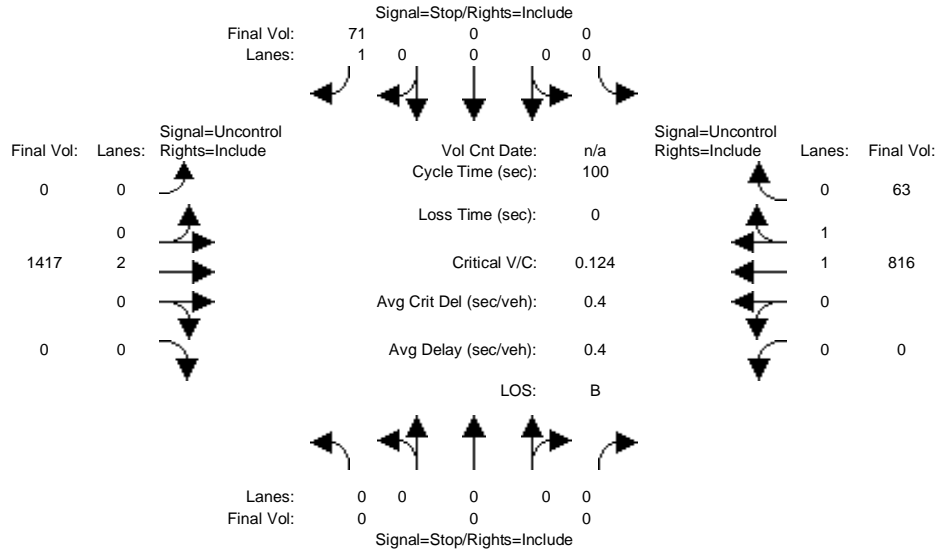 Signal=Stop/Rights=Include
Final Vol: 71 0 0
Lanes: 1 0 0 0 0
Signal=Uncontrol Signal=Uncontrol
Final Vol: Lanes: Rights=Include Vol Cnt Date: n/a Rights=Include Lanes: Final Vol:
Cycle Time (sec): 100
0 0 0 63
Loss Time (sec): 0
0 1
1417 2 Critical V/C: 0.124 1 816
0 Avg Crit Del (sec/veh): 0.4 0
0 0 Avg Delay (sec/veh): 0.4 0 0
LOS: B
Lanes: 0 0 0 0 0
Final Vol: 0 0 0
Signal=Stop/Rights=Include